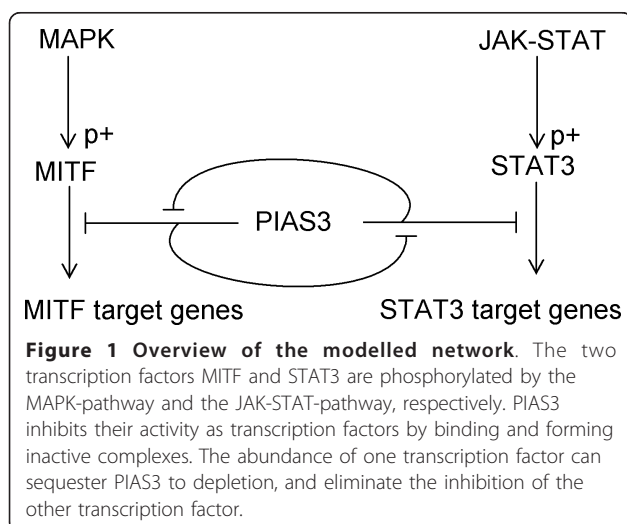 MAPK JAK-STAT
p+ p+
MITF STAT3
PIAS3
MITF target genes STAT3 target genes
Figure 1 Overview of the modelled network. The two
transcription factors MITF and STAT3 are phosphorylated by the
MAPK-pathway and the JAK-STAT-pathway, respectively. PIAS3
inhibits their activity as transcription factors by binding and forming
inactive complexes. The abundance of one transcription factor can
sequester PIAS3 to depletion, and eliminate the inhibition of the
other transcription factor.